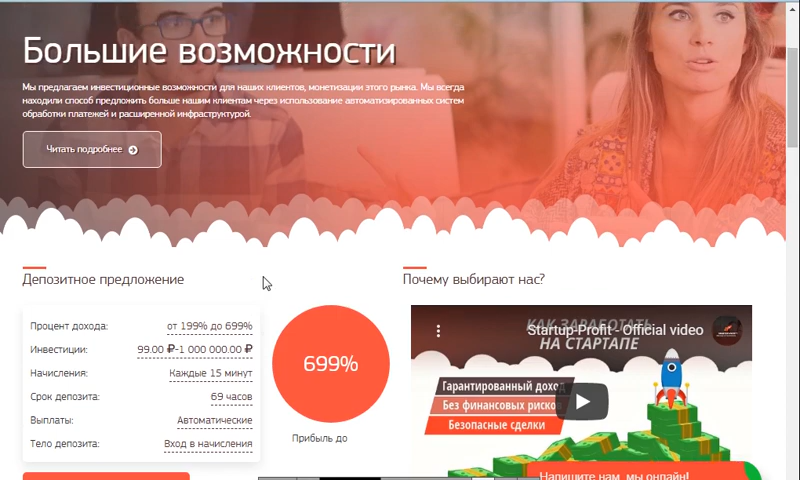 Большие возможности
Мы предлагаем инвестиционные возможности для наших клиентов, монетизации этого рынка. Мы всегда
находили способ предложить больше нашим клиентам через использование автоматизированных систем
обработки платежей и расширенной инфраструктурой.
Читать подробнее
Депозитное предложение
Процент дохода: от 199% до 699%
Инвестиции: 99.00 ₽-1 000 000.00 ₽
Начисления: Каждые 15 минут
Срок депозита: 69 часов
Выплаты: Автоматические
Тело депозита: Вход в начисления
699%
Прибыль до
Почему выбирают нас?
Startup-Profit - Official video
КАК ЗАРАБОТАТЬ
НА СТАРТАПЕ
Гарантированный доход
Без финансовых рисков
Безопасные сделки
Напишите нам, мы онлайн!